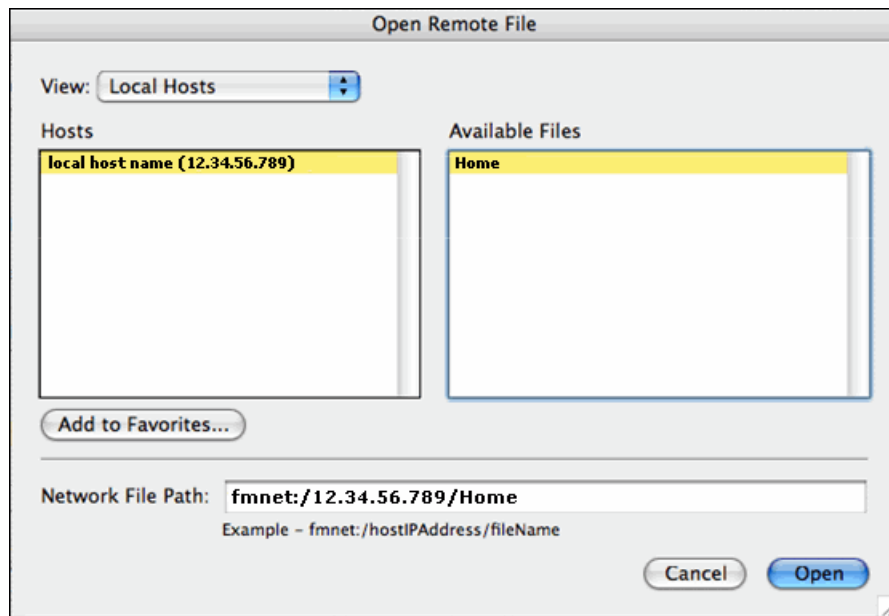 Open Remote File
View: Local Hosts
Hosts
Available Files
local host name (12.34.56.789)
Home
Add to Favorites...
Network File Path: fmnet:/12.34.56.789/Home
Example – fmnet:/hostIPAddress/fileName
Cancel
Open